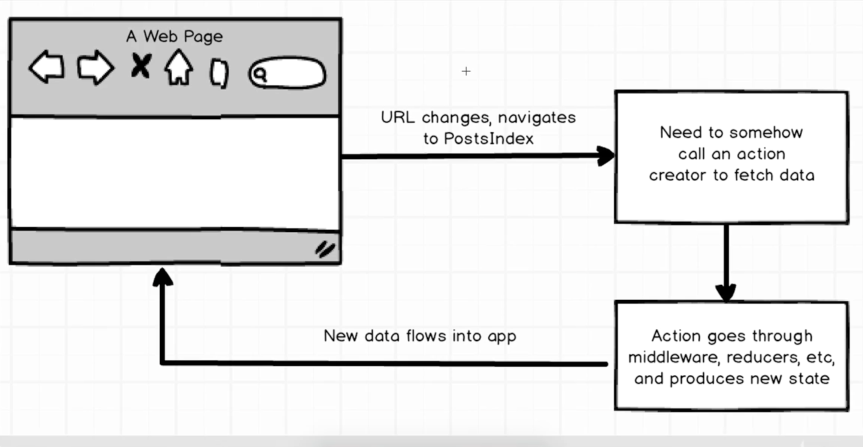 A Web Page
URL changes, navigates
to PostsIndex
Need to somehow
call an action
creator to fetch data
Action goes through
middleware, reducers, etc,
and produces new state
New data flows into app